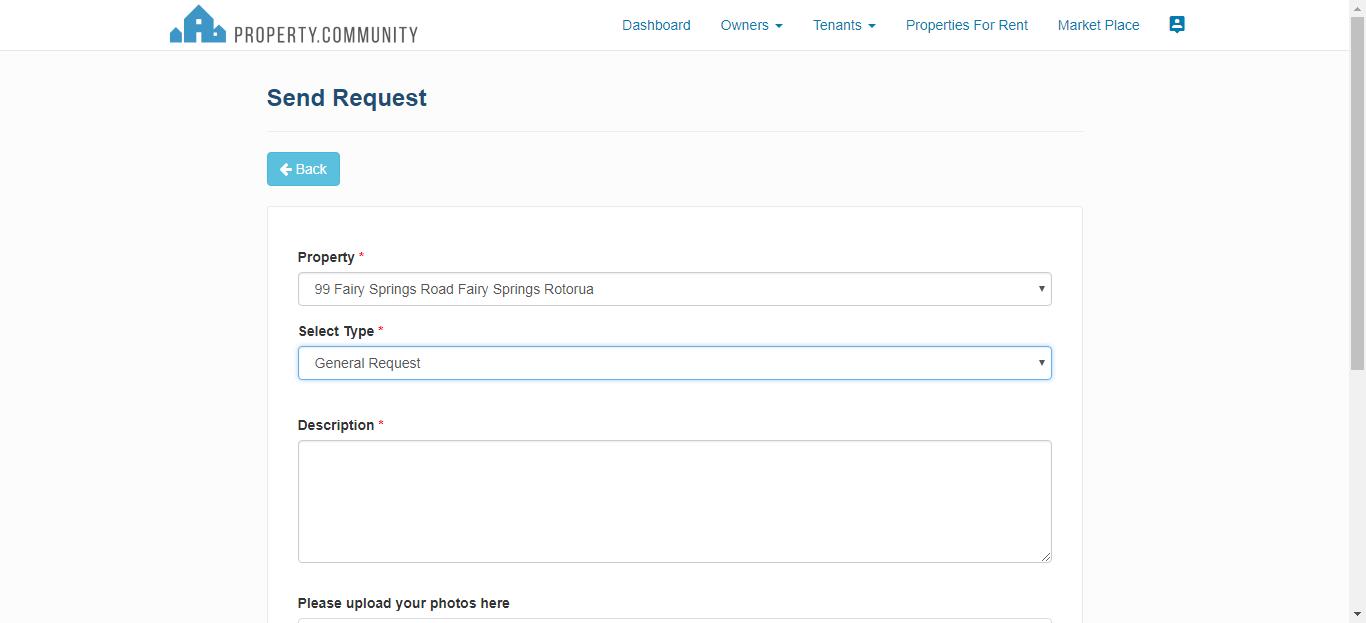 PROPERTY.COMMUNITY
Dashboard Owners Tenants Properties For Rent Market Place
Send Request
Back
Property *
99 Fairy Springs Road Fairy Springs Rotorua
Select Type *
General Request
Description *
Please upload your photos here